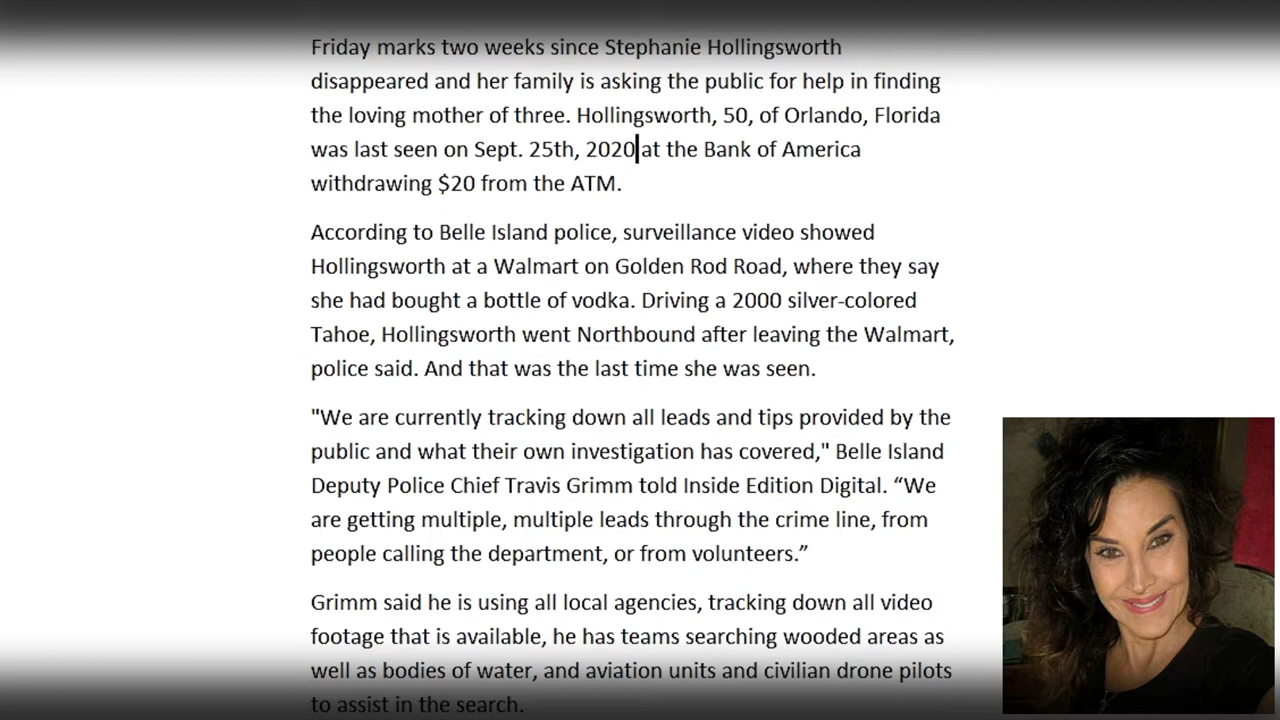 Friday marks two weeks since Stephanie Hollingsworth
disappeared and her family is asking the public for help in finding
the loving mother of three. Hollingsworth, 50, of Orlando, Florida
was last seen on Sept. 25th, 2020 at the Bank of America
withdrawing $20 from the ATM.
According to Belle Island police, surveillance video showed
Hollingsworth at a Walmart on Golden Rod Road, where they say
she had bought a bottle of vodka. Driving a 2000 silver-colored
Tahoe, Hollingsworth went Northbound after leaving the Walmart,
police said. And that was the last time she was seen.
"We are currently tracking down all leads and tips provided by the
public and what their own investigation has covered," Belle Island
Deputy Police Chief Travis Grimm told Inside Edition Digital. “We
are getting multiple, multiple leads through the crime line, from
people calling the department, or from volunteers.”
Grimm said he is using all local agencies, tracking down all video
footage that is available, he has teams searching wooded areas as
well as bodies of water, and aviation units and civilian drone pilots
to assist in the search.